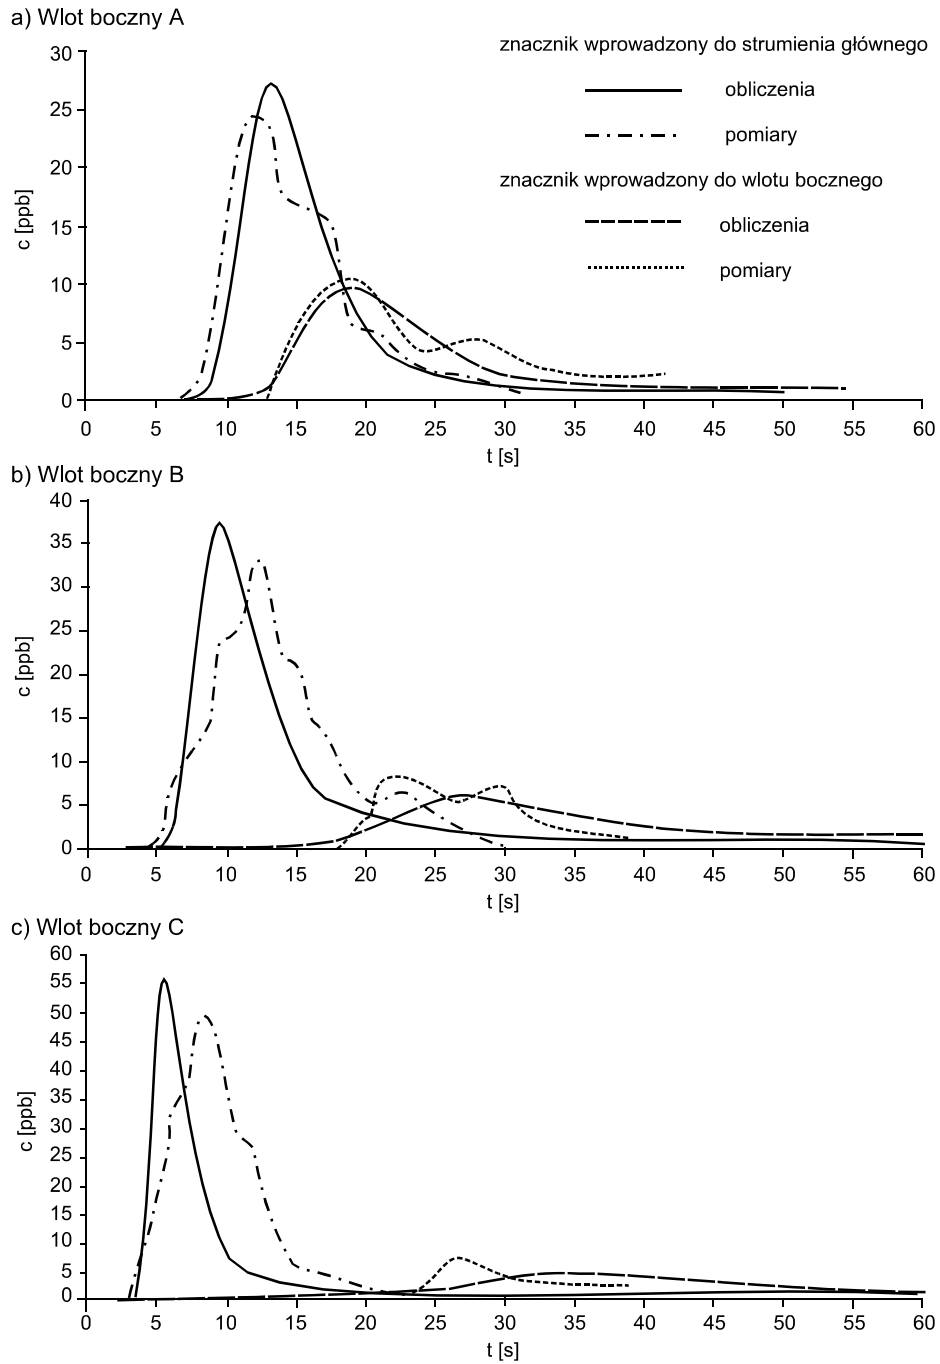 a) Wlot boczny A
znacznik wprowadzony do strumienia głównego
obliczenia
pomiary
znacznik wprowadzony do wlotu bocznego
obliczenia
pomiary
c [ppb]
30
25
20
15
10
5
0
0 5 10 15 20 25 30 35 40 45 50 55 60
t [s]
b) Wlot boczny B
c [ppb]
40
35
30
25
20
15
10
5
0
0 5 10 15 20 25 30 35 40 45 50 55 60
t [s]
c) Wlot boczny C
c [ppb]
60
55
50
45
40
35
30
25
20
15
10
5
0
0 5 10 15 20 25 30 35 40 45 50 55 60
t [s]